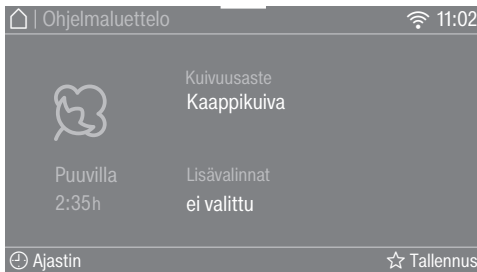 | Ohjelmaluettelo 11:02
Kuivuusaste
Kaappikuiva
Puuvilla
2:35h
Lisävalinnat
ei valittu
Ajastin
Tallennus